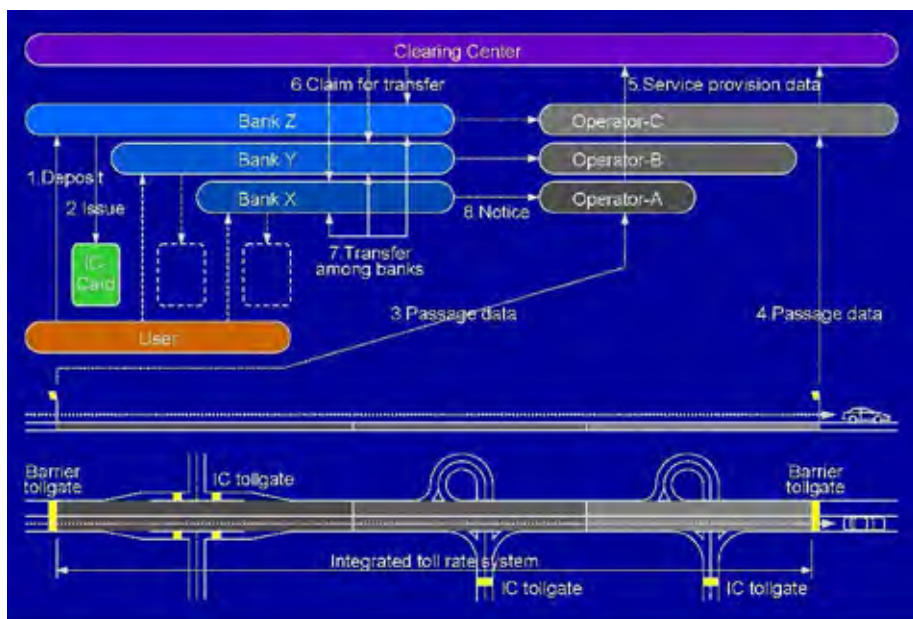 Clearing Center
6.Claim for transfer
5.Service provision data
Bank Z
Operator-C
Bank Y
Operator-B
1.Deposit
Bank X
Operator-A
2.Issue
8.Notice
7.Transfer
among banks
IC-
Card
3.Passage data
4.Passage data
User
Barrier
tollgate
IC tollgate
Barrier
tollgate
Integrated toll rate system
IC tollgate
IC tollgate